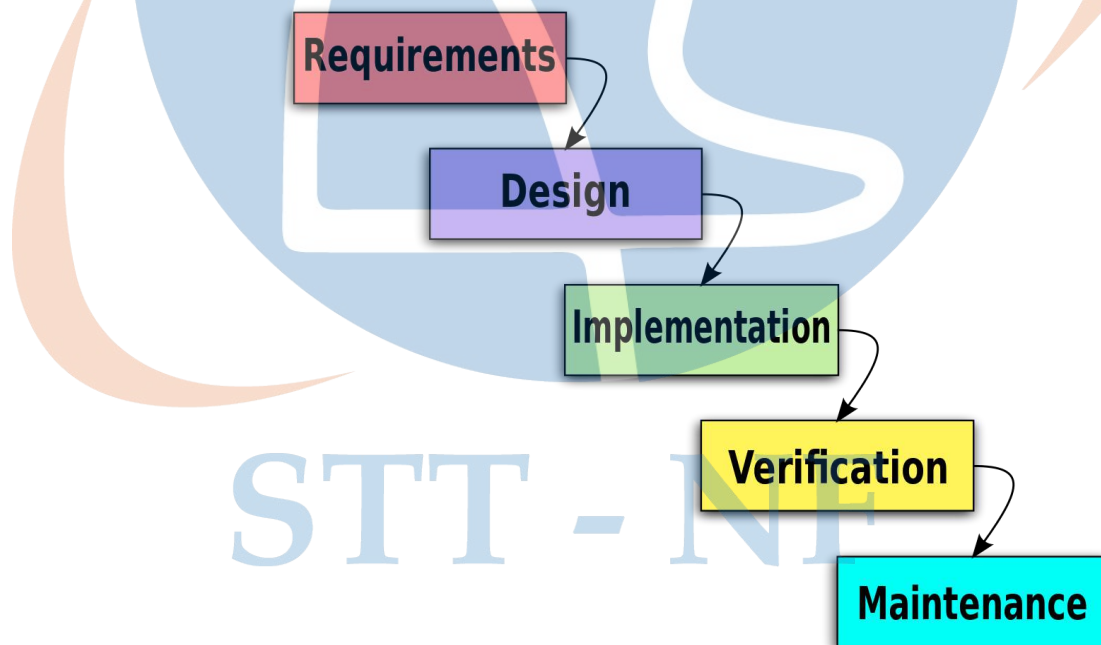 Requirements
Design
Implementation
Verification
STT - NF
Maintenance